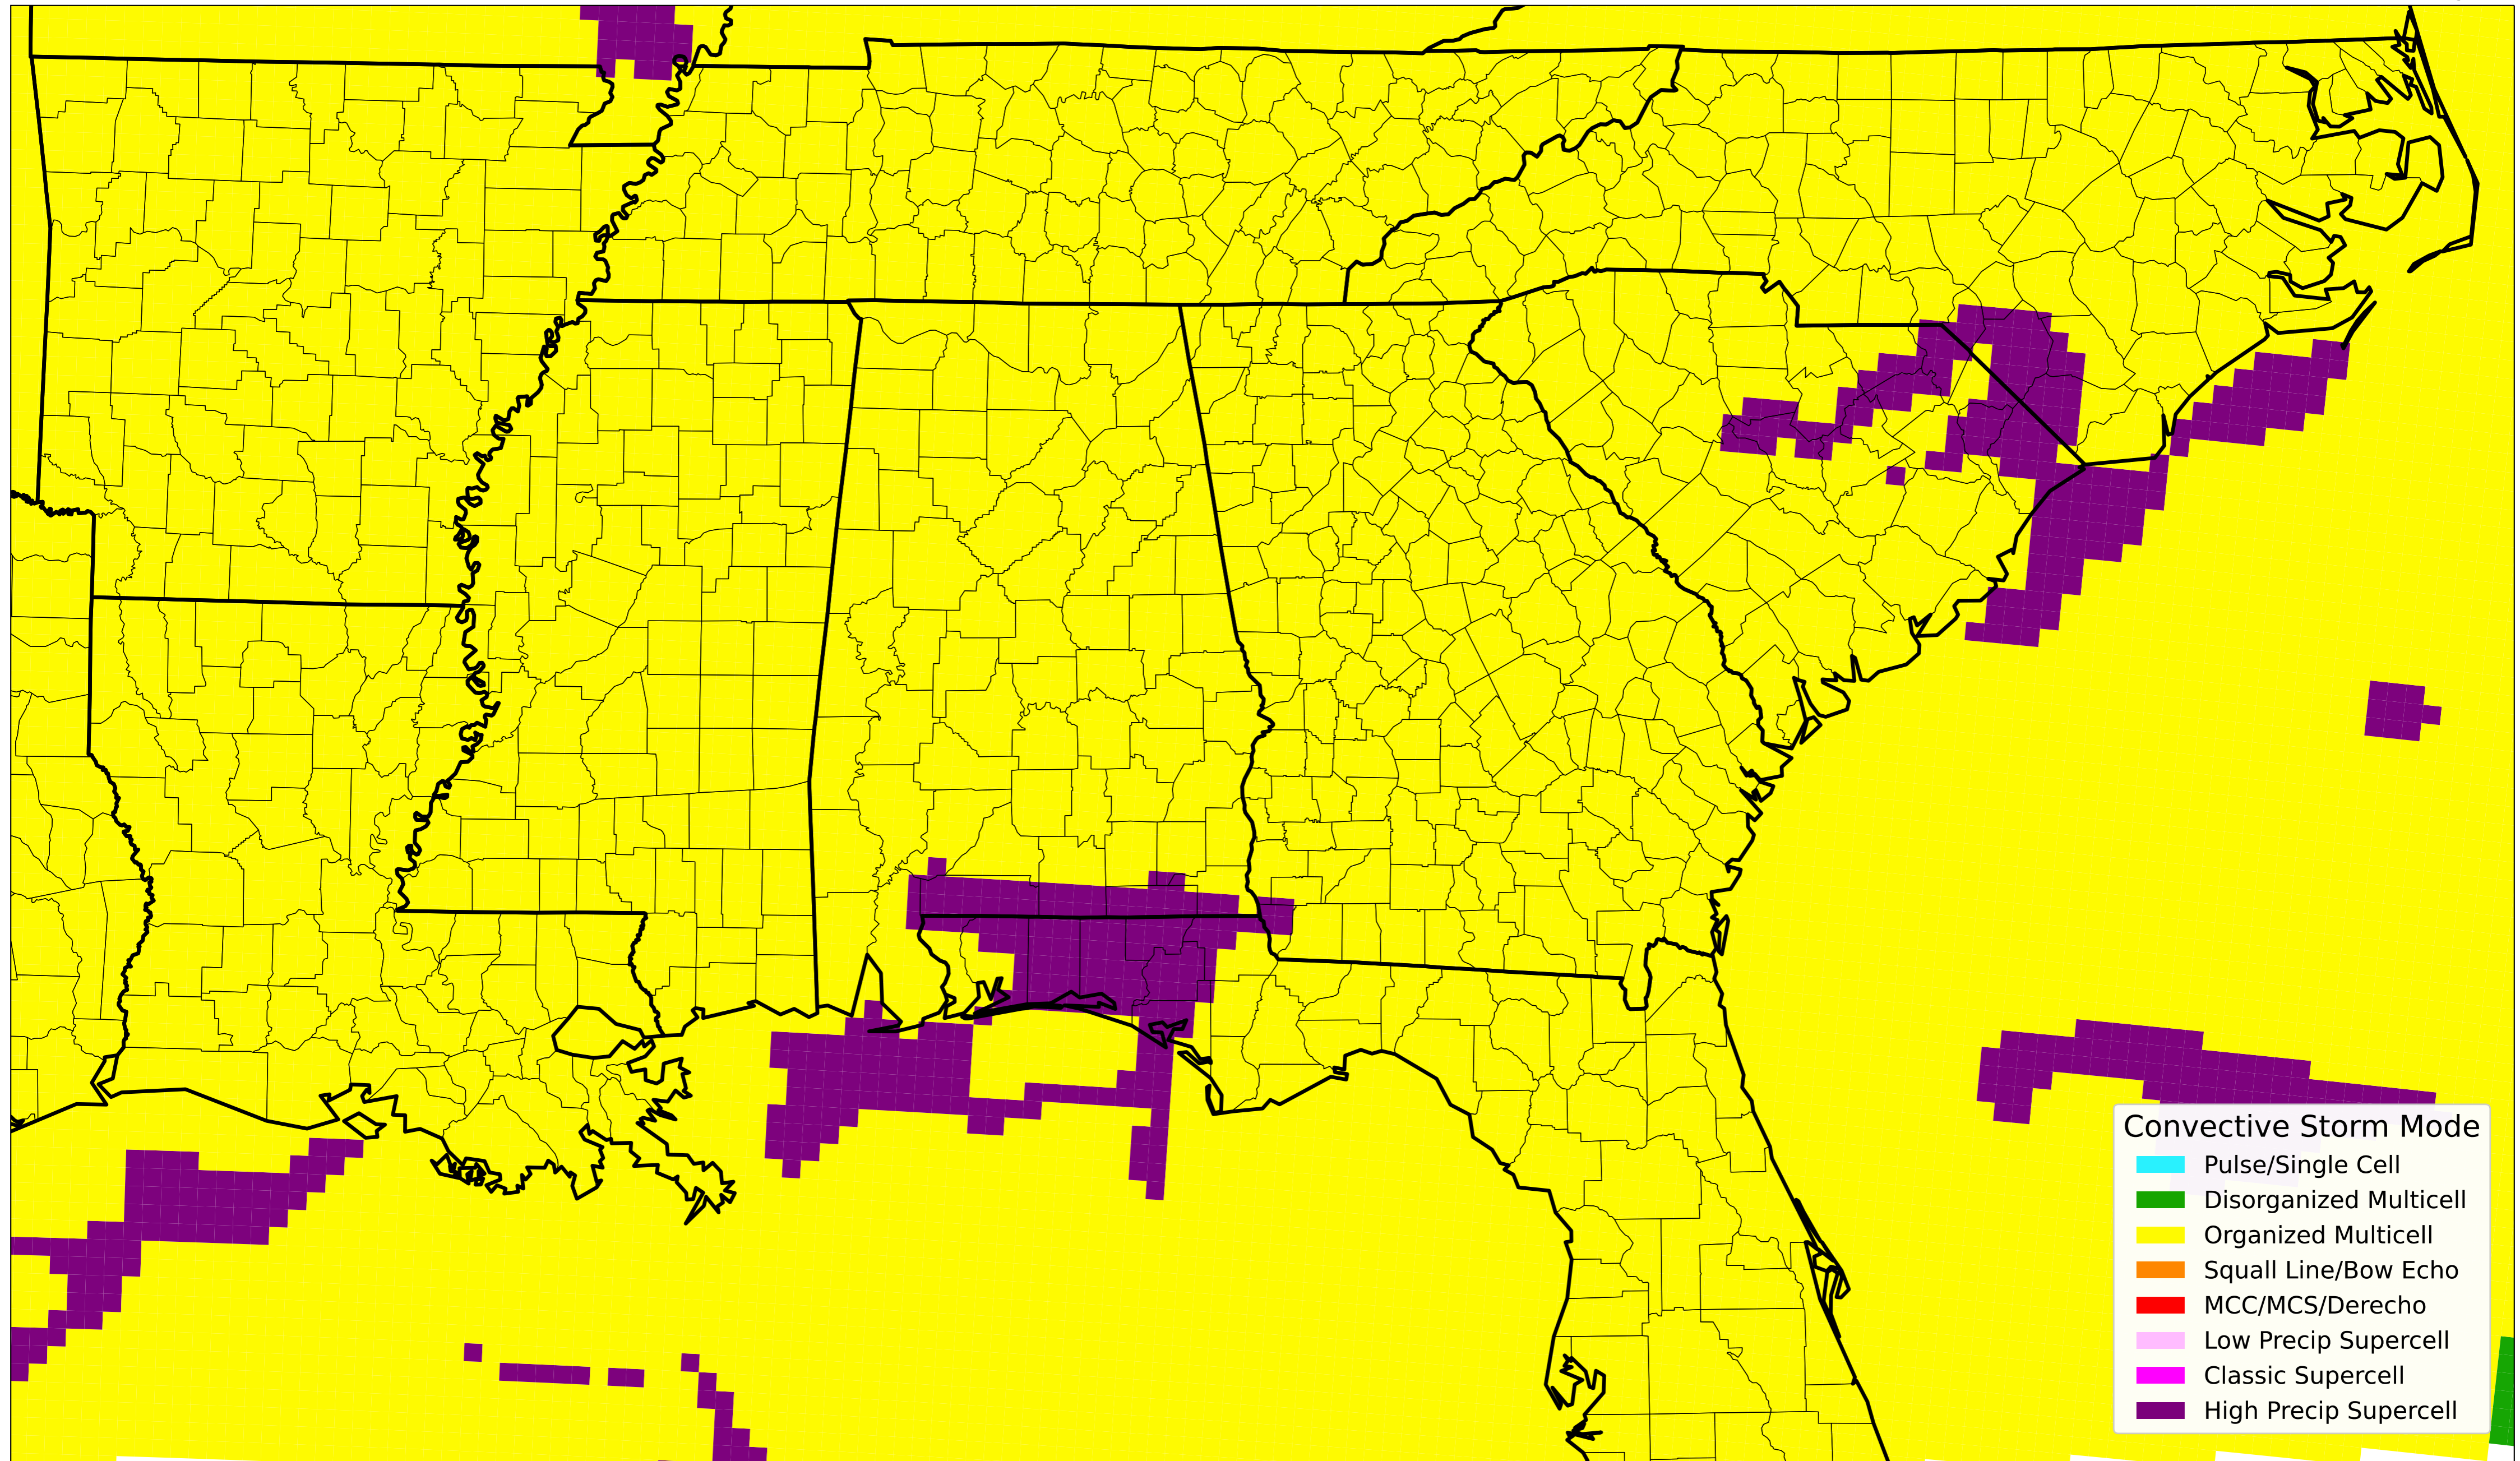 Convective Storm Mode
Pulse/Single Cell
Disorganized Multicell
Organized Multicell
Squall Line/Bow Echo
MCC/MCS/Derecho
Low Precip Supercell
Classic Supercell
High Precip Supercell